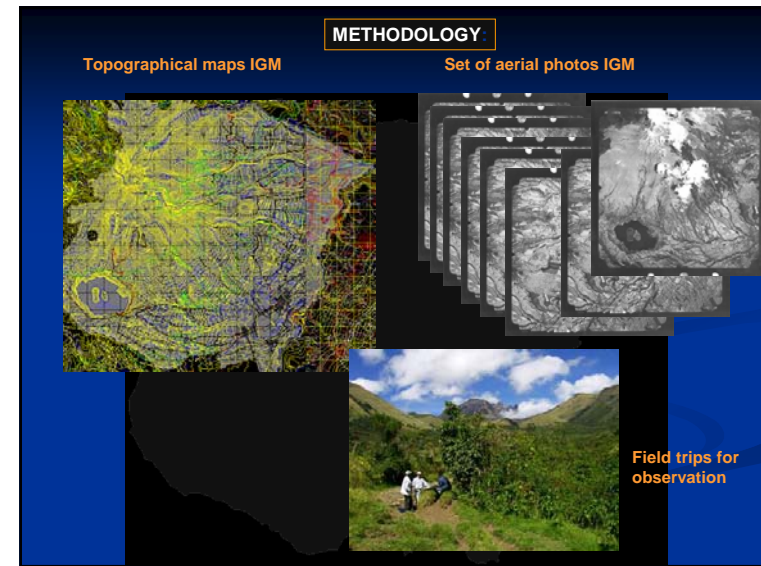 METHODOLOGY:
Topographical maps IGM
Set of aerial photos IGM
Field trips for
observation